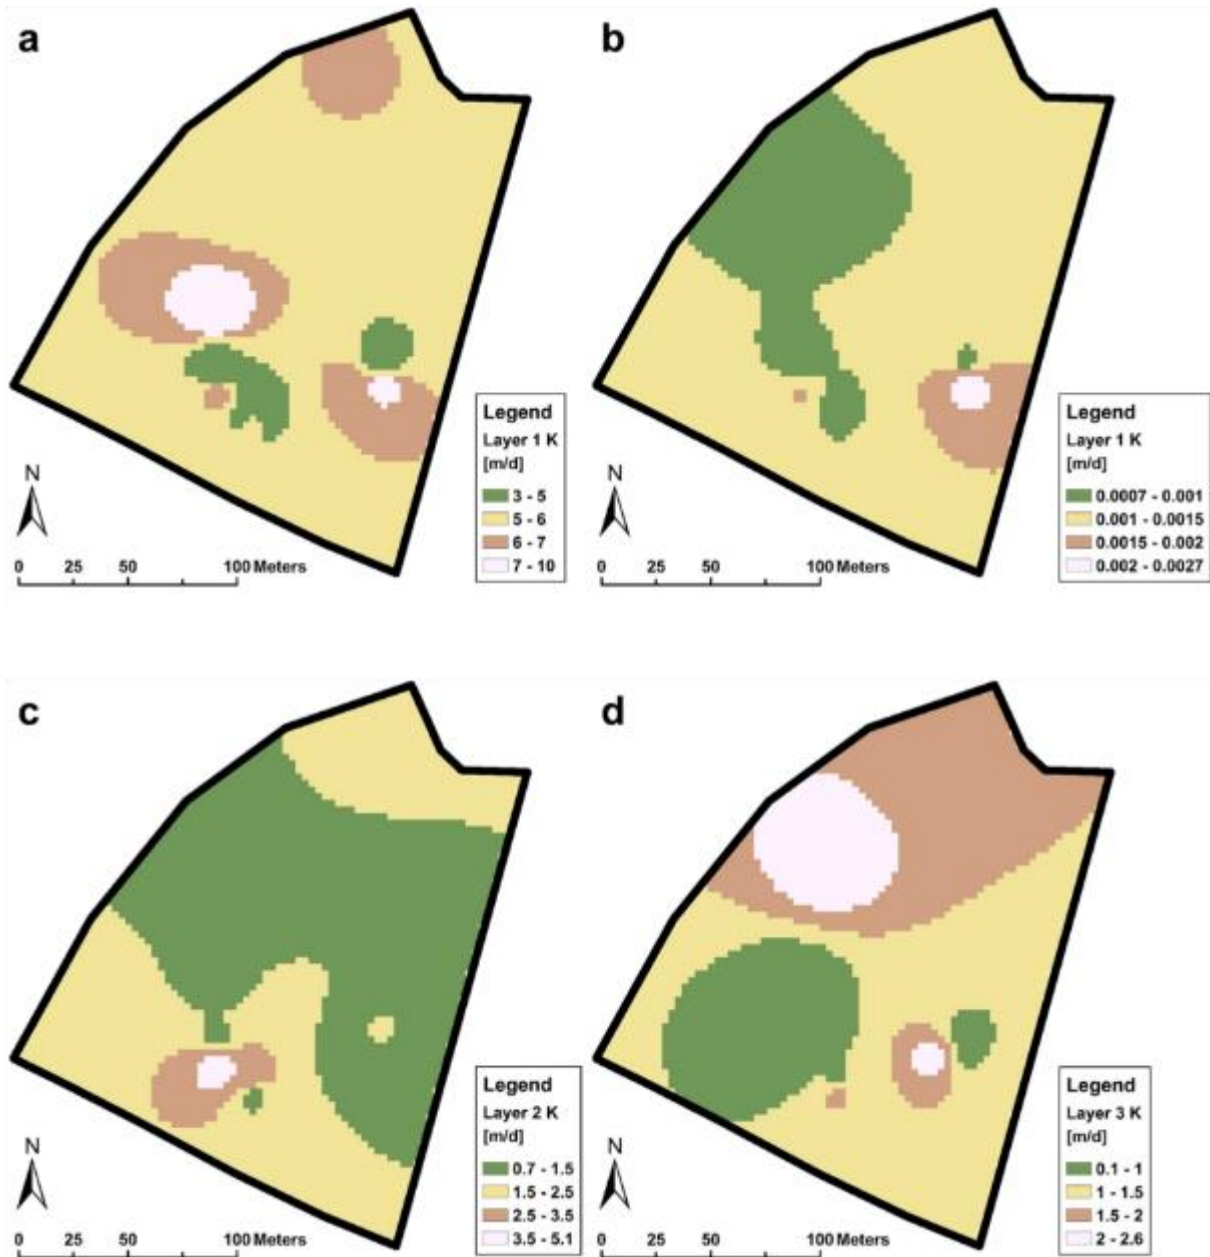 a
Legend
Layer 1 K
[m/d]
3 - 5
5 - 6
6 - 7
7 - 10
N
0 25 50 100 Meters
b
Legend
Layer 1 K
[m/d]
0.0007 - 0.001
0.001 - 0.0015
0.0015 - 0.002
0.002 - 0.0027
N
0 25 50 100 Meters
c
Legend
Layer 2 K
[m/d]
0.7 - 1.5
1.5 - 2.5
2.5 - 3.5
3.5 - 5.1
N
0 25 50 100 Meters
d
Legend
Layer 3 K
[m/d]
0.1 - 1
1 - 1.5
1.5 - 2
2 - 2.6
N
0 25 50 100 Meters